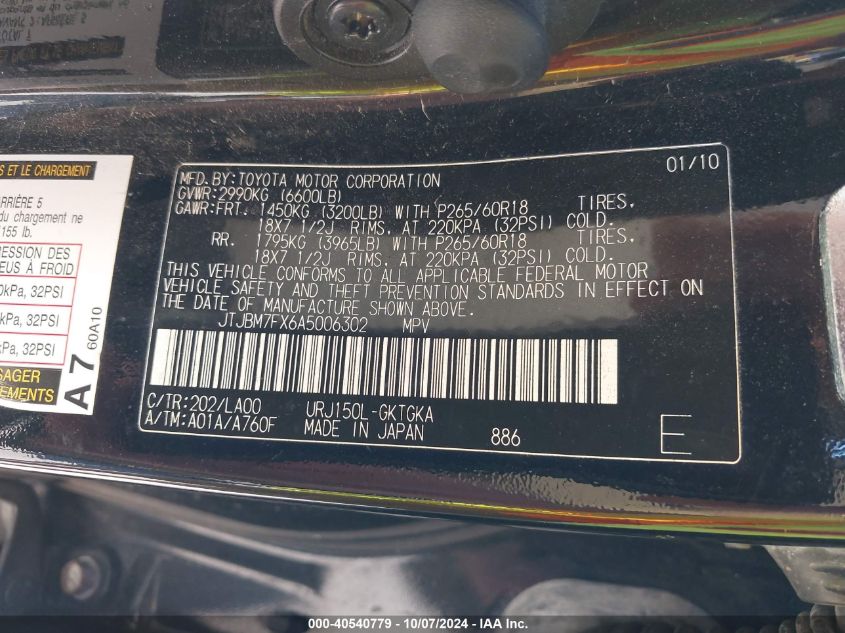 S ET LE CHARGEMENT
RRIÈRE 5
du chargement ne
155 lb.
RESSION DES
EUS À FROID
0kPa, 32PSI
kPa, 32PSI
kPa, 32PSI
SAGER
EMENTS
A 7 60A10
MFD. BY: TOYOTA MOTOR CORPORATION 01/10
GVWR: 2990KG (6600LB)
GAWR: FRT. 1450KG (3200LB) WITH P265/60R18 TIRES,
18X7 1/2J RIMS, AT 220KPA (32PSI) COLD.
RR. 1795KG (3965LB) WITH P265/60R18 TIRES,
18X7 1/2J RIMS, AT 220KPA (32PSI) COLD.
THIS VEHICLE CONFORMS TO ALL APPLICABLE FEDERAL MOTOR
VEHICLE SAFETY AND THEFT PREVENTION STANDARDS IN EFFECT ON
THE DATE OF MANUFACTURE SHOWN ABOVE.
JTJBM7FX6A5006302 MPV
C/TR: 202/LA00 URJ150L-GKTGKA
A/TM: A01A/A760F MADE IN JAPAN 886 E
000-40540779 - 10/07/2024 - IAA, Inc.